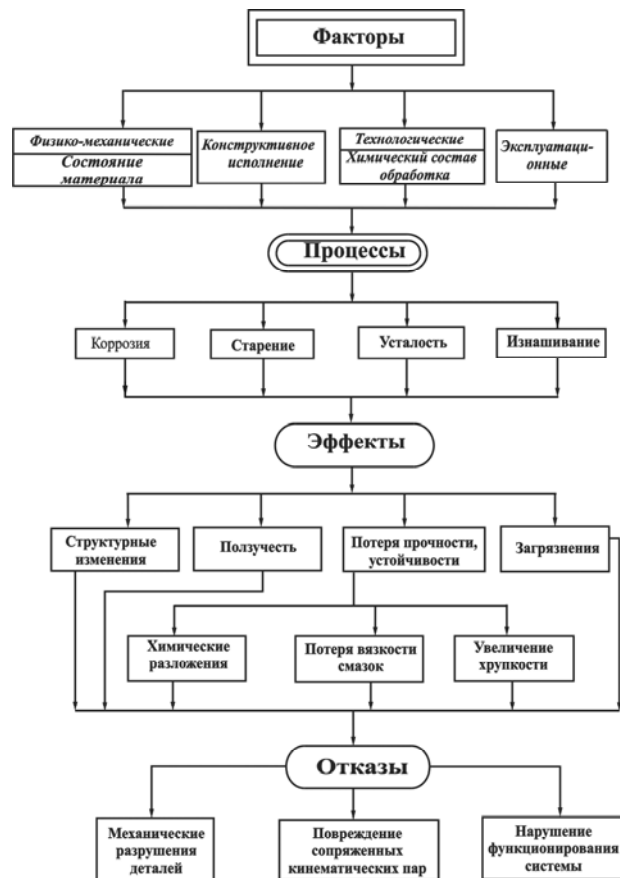 Факторы
Физико-механические
Состояние
материала
Конструктивное
исполнение
Технологические
Химический состав
обработка
Эксплуатаци-
онные
Процессы
Коррозия
Старение
Усталость
Изнашивание
Эффекты
Структурные
изменения
Ползучесть
Потеря прочности,
устойчивости
Загрязнения
Химические
разложения
Потеря вязкости
смазок
Увеличение
хрупкости
Отказы
Механические
разрушения
деталей
Повреждение
сопряженных
кинематических пар
Нарушение
функционирования
системы